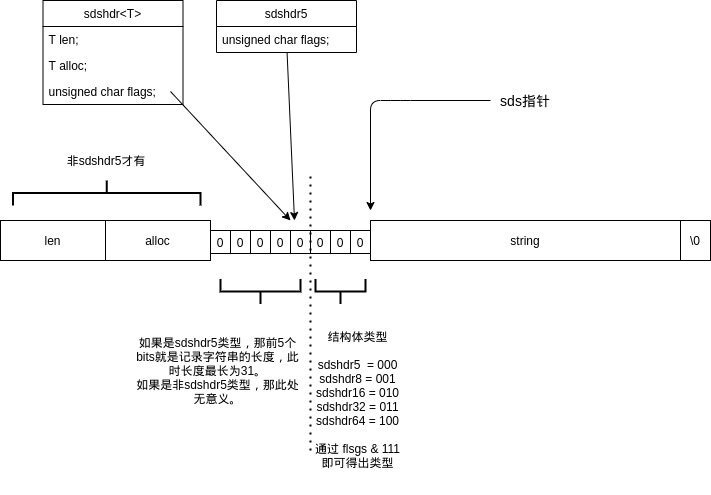 sdshdr<T>
T len;
T alloc;
unsigned char flags;
sdshdr5
unsigned char flags;
sds指针
非sdshdr5才有
len
alloc
0 0 0 0 0 0 0 0
string
\0
如果是sdshdr5类型，那前5个
bits就是记录字符串的长度，此
时长度最长为31。
如果是非sdshdr5类型，那此处
无意义。
结构体类型
sdshdr5 = 000
sdshdr8 = 001
sdshdr16 = 010
sdshdr32 = 011
sdshdr64 = 100
通过 flsgs & 111
即可得出类型